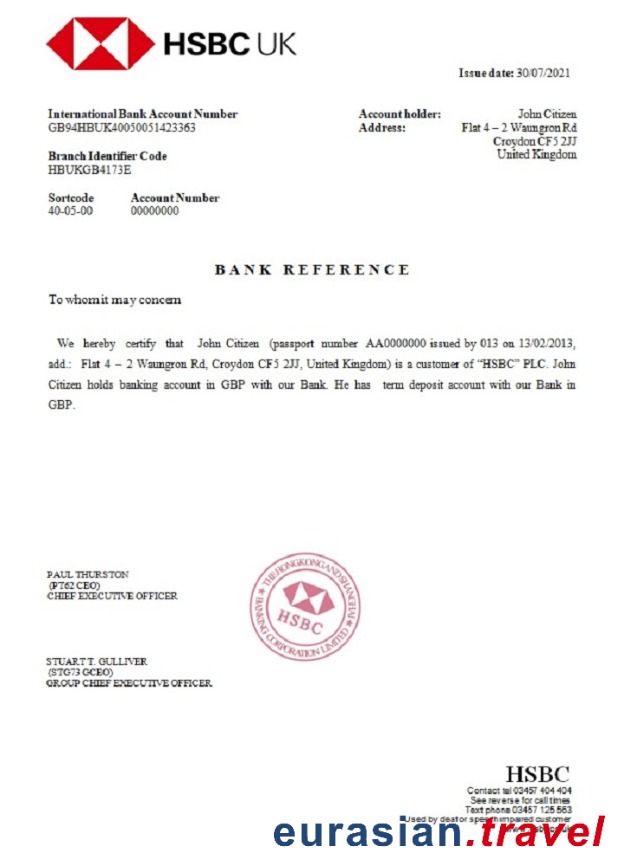 HSBC UK
Issue date: 30/07/2021
International Bank Account Number
GB94HBUK40050051423363
Branch Identifier Code
HBUKGB4173E
Sortcode Account Number
40-05-00 00000000
Account holder: John Citizen
Address: Flat 4 – 2 Waungron Rd
Croydon CF5 2JJ
United Kingdom
BANK REFERENCE
To whom it may concern
We hereby certify that John Citizen (passport number AA0000000 issued by 013 on 13/02/2013,
add.: Flat 4 – 2 Waungron Rd, Croydon CF5 2JJ, United Kingdom) is a customer of “HSBC” PLC. John
Citizen holds banking account in GBP with our Bank. He has term deposit account with our Bank in
GBP.
PAUL THURSTON
(PT62 CEO)
CHIEF EXECUTIVE OFFICER
THE HONGKONG AND SHANGHAI
BANKING CORPORATION LIMITED
HSBC
STUART T. GULLIVER
(STG73 GCEO)
GROUP CHIEF EXECUTIVE OFFICER
HSBC
Contact tel 03457 404 404
See reverse for call times
Text phone 03457 125 563
Used by deaf or speech impaired customer
eurasian.travel